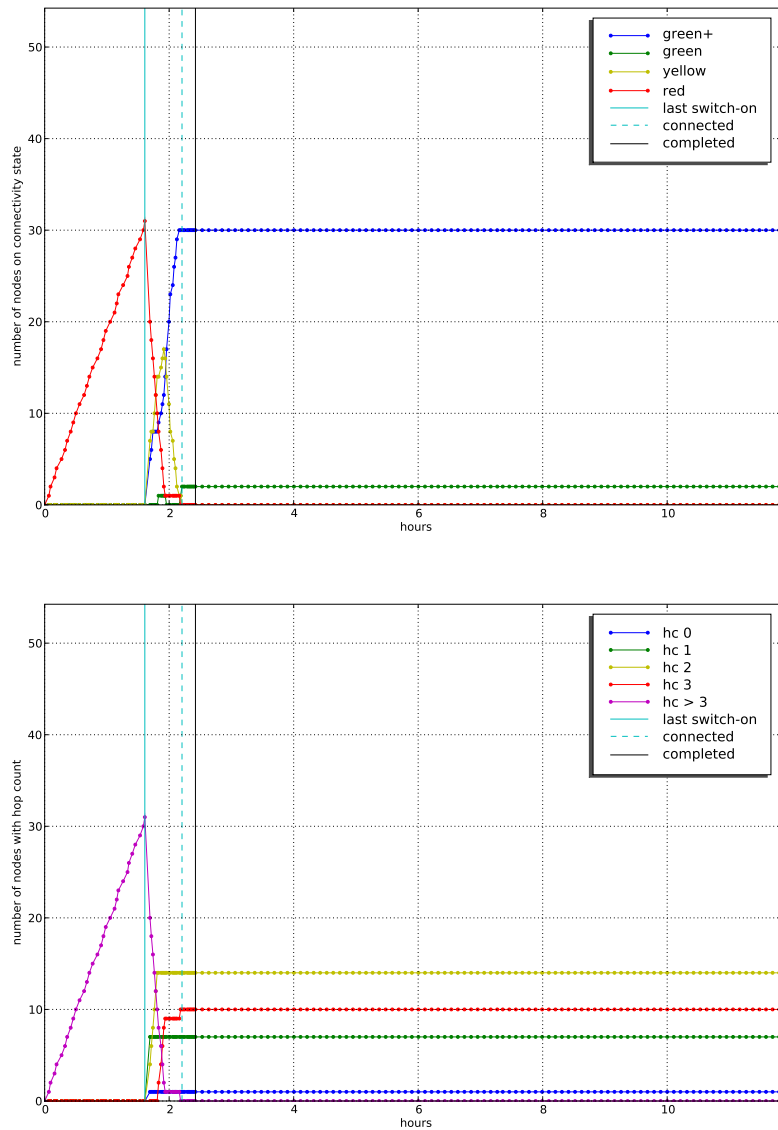 50
40
30
20
10
0
number of nodes on connectivity state
green+
green
yellow
red
last switch-on
connected
completed
0 2 4 6 8 10
hours
50
40
30
20
10
0
number of nodes with hop count
hc 0
hc 1
hc 2
hc 3
hc > 3
last switch-on
connected
completed
0 2 4 6 8 10
hours